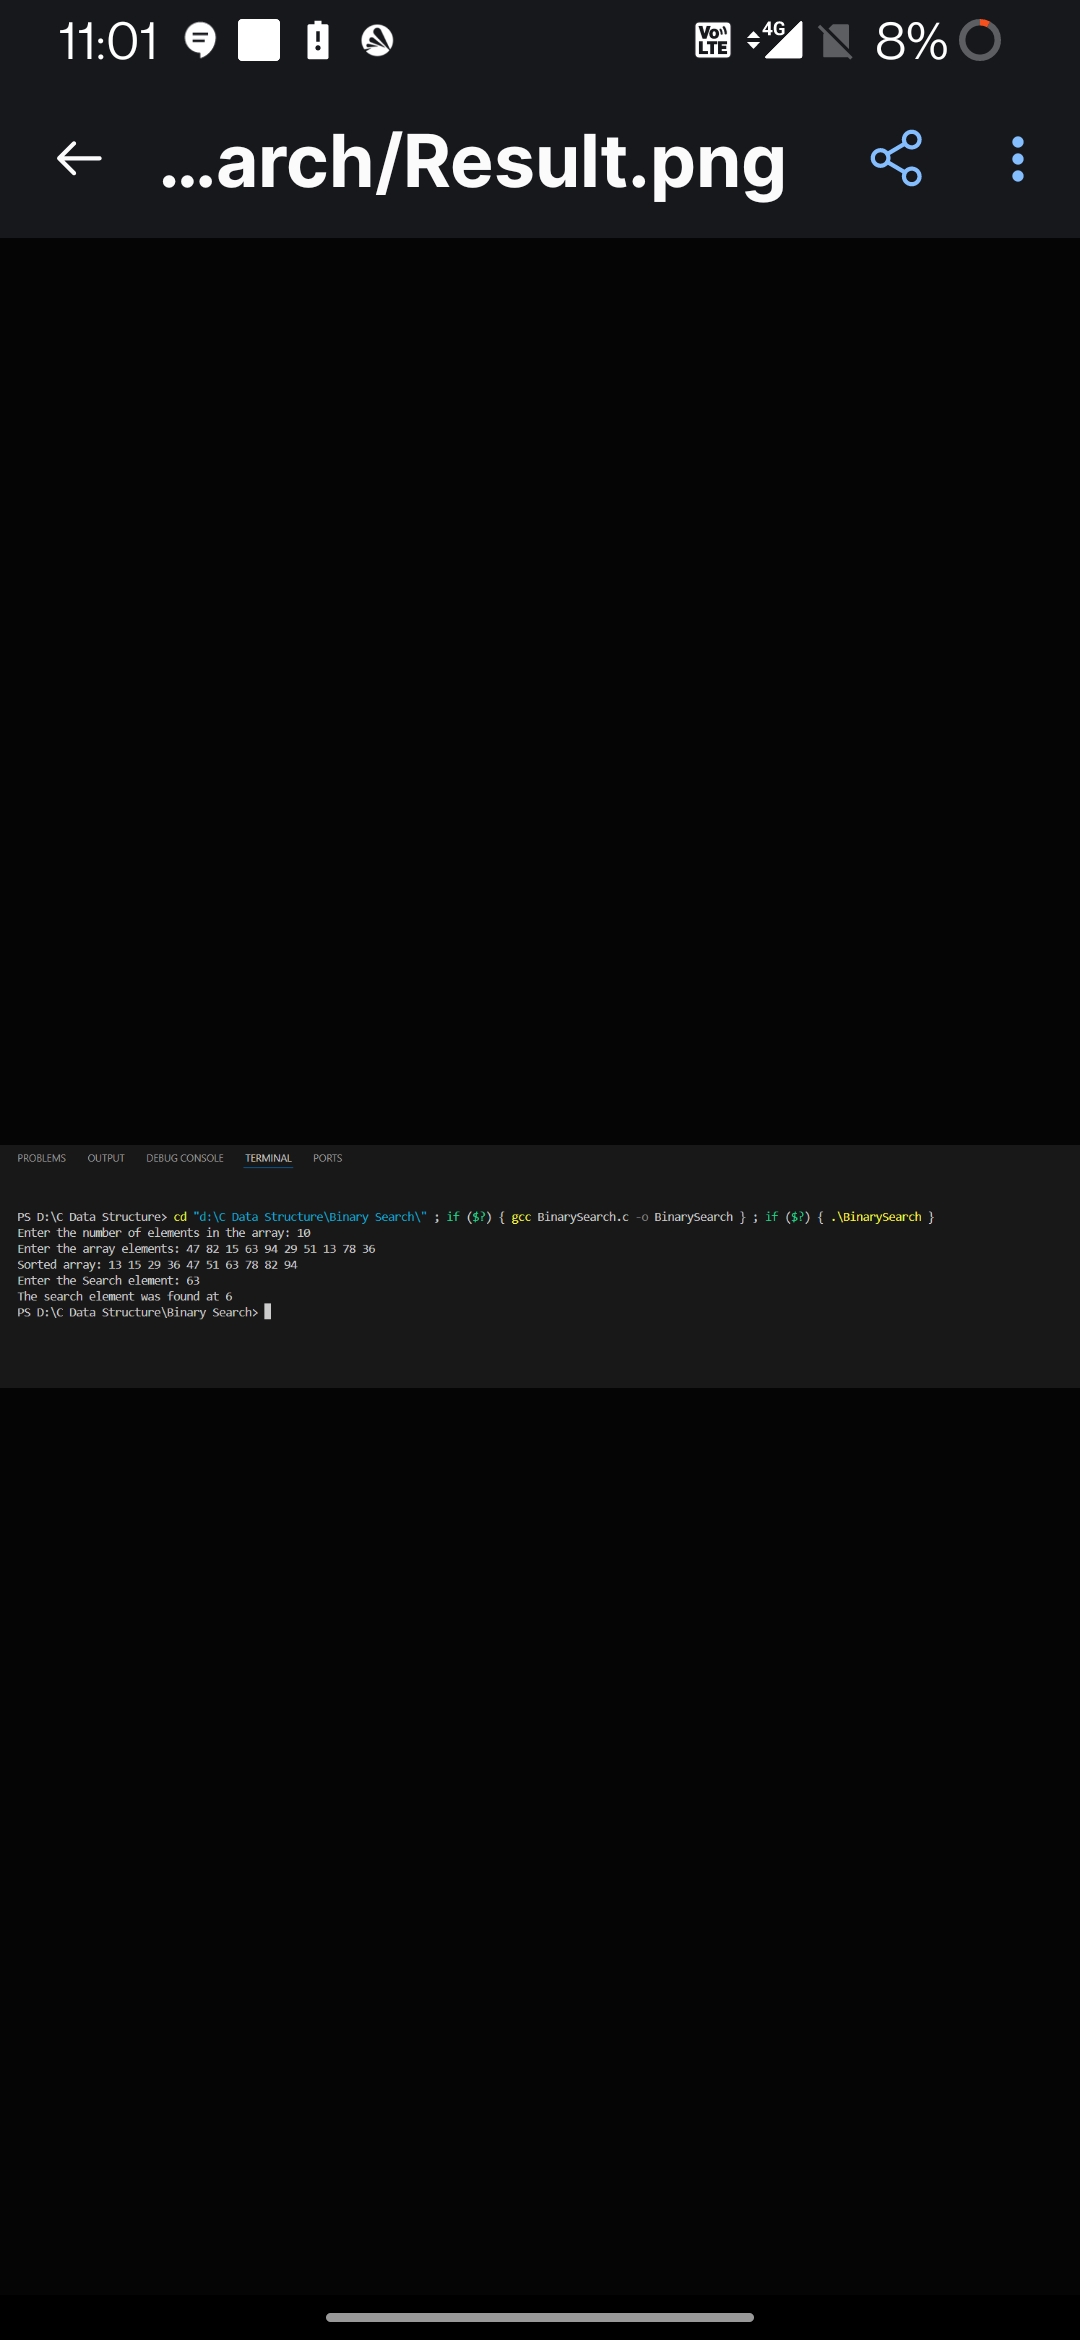 11:01 Vo LTE 4G 8%
...arch/Result.png
PROBLEMS OUTPUT DEBUG CONSOLE TERMINAL PORTS
PS D:\C Data Structure> cd "d:\C Data Structure\Binary Search\" ; if ($?) { gcc BinarySearch.c -o BinarySearch } ; if ($?) { .\BinarySearch }
Enter the number of elements in the array: 10
Enter the array elements: 47 82 15 63 94 29 51 13 78 36
Sorted array: 13 15 29 36 47 51 63 78 82 94
Enter the Search element: 63
The search element was found at 6
PS D:\C Data Structure\Binary Search>